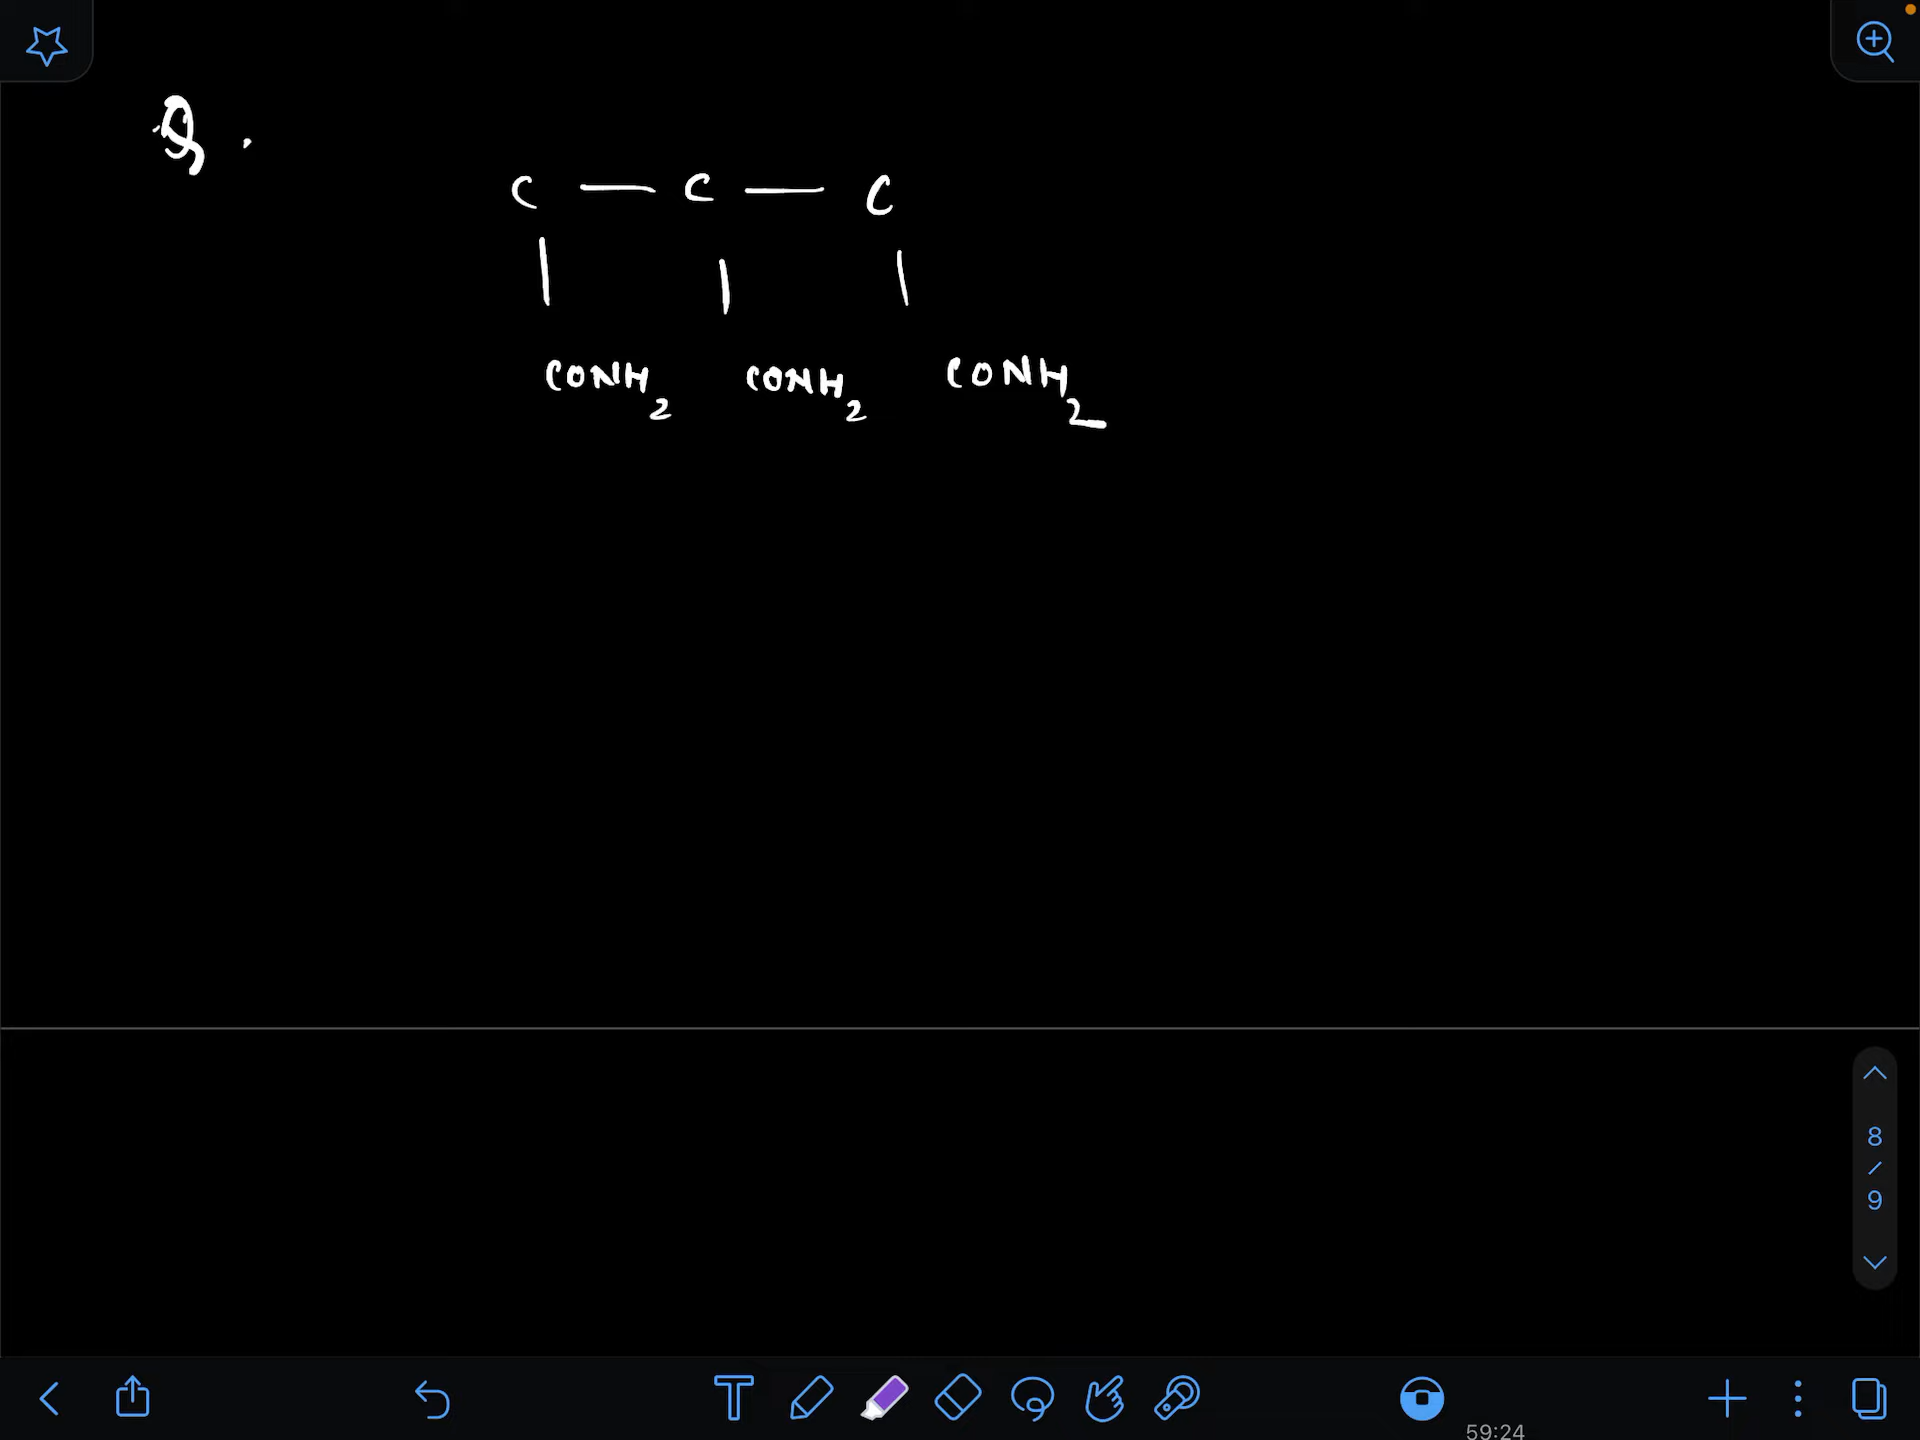 Q.
C — C — C
| | |
CONH2 CONH2 CONH2
8
/
9
T
59:24